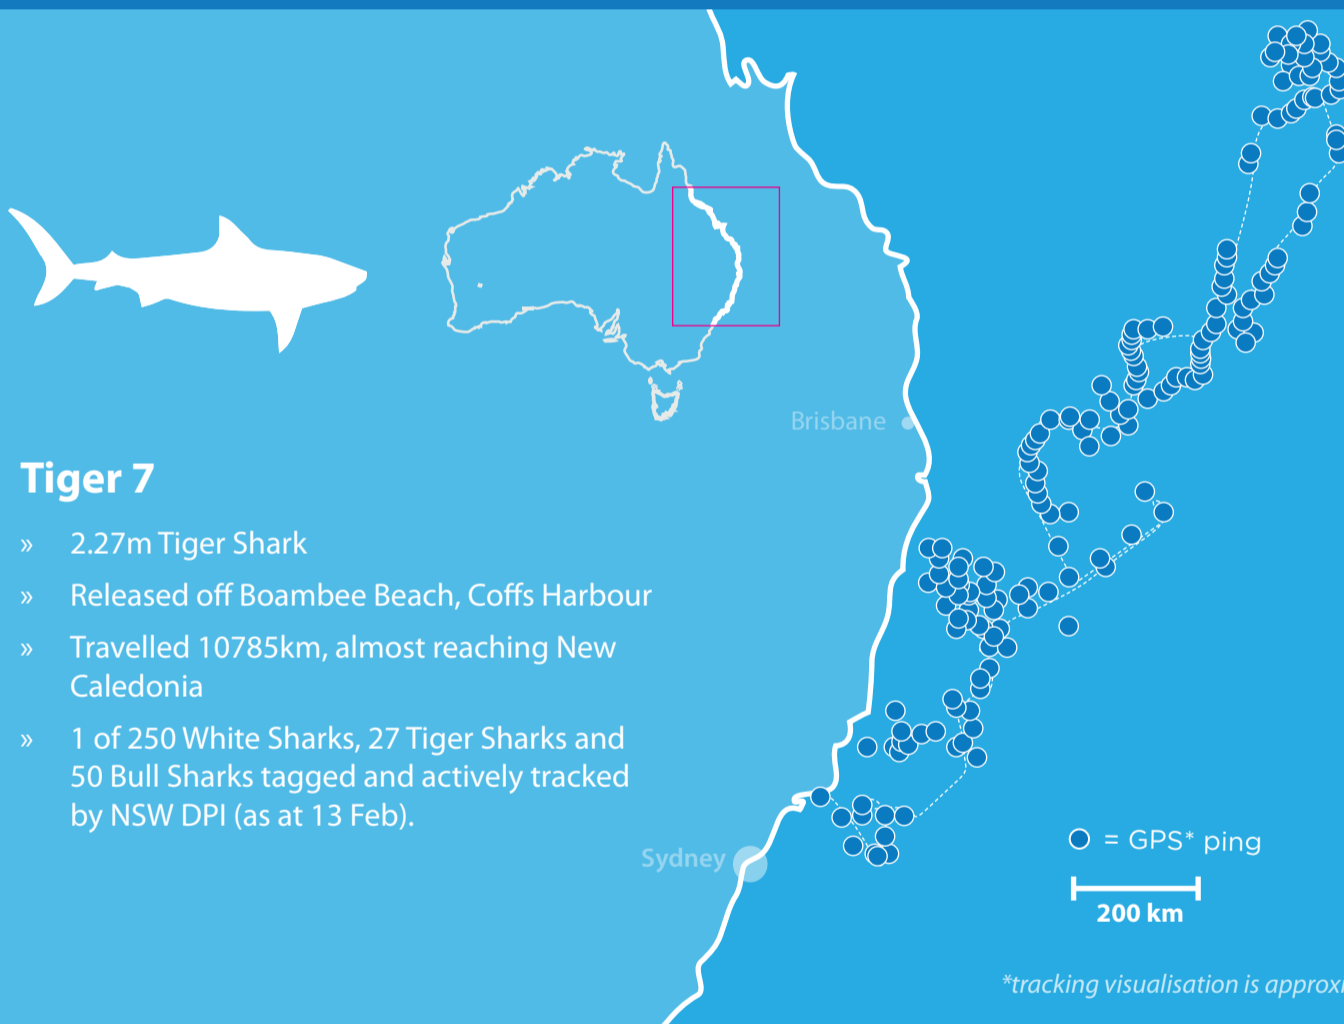 Brisbane
Tiger 7
» 2.27m Tiger Shark
» Released off Boambee Beach, Coffs Harbour
» Travelled 10785km, almost reaching New
Caledonia
» 1 of 250 White Sharks, 27 Tiger Sharks and
50 Bull Sharks tagged and actively tracked
by NSW DPI (as at 13 Feb).
Sydney
= GPS* ping
200 km
*tracking visualisation is approxi